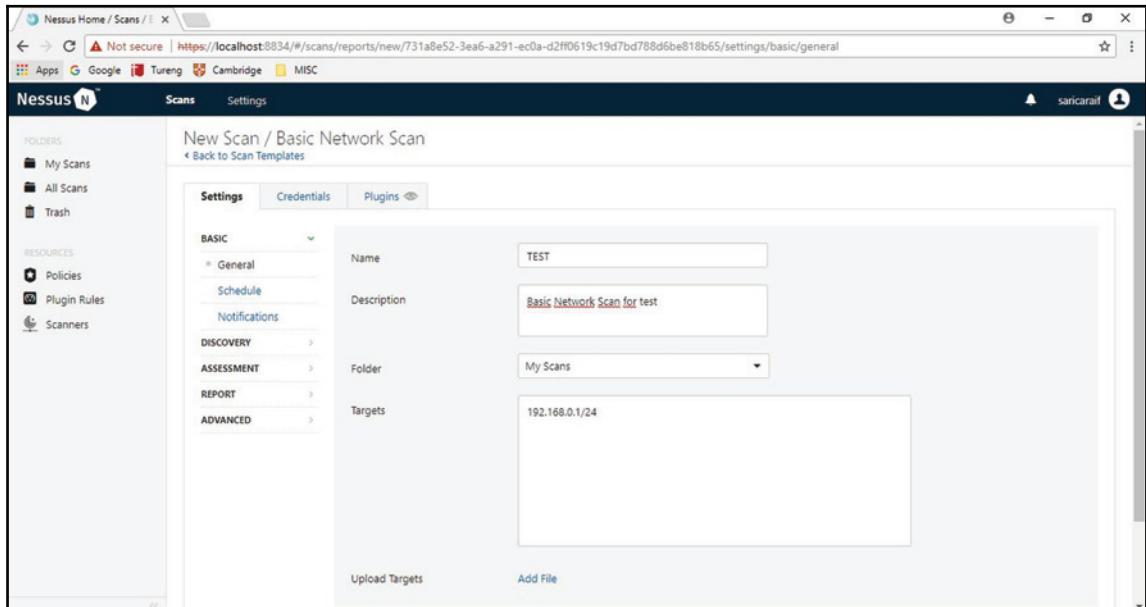 Nessus Home / Scans / E
Not secure | https://localhost:8834/#/scans/reports/new/731a8e52-3ea6-a291-ec0a-d2ff0619c19d7bd788d6be818b65/settings/basic/general
Apps Google Tureng Cambridge MISC
Nessus N Scans Settings saricaraif
FOLDERS
My Scans
All Scans
Trash
RESOURCES
Policies
Plugin Rules
Scanners
New Scan / Basic Network Scan
Back to Scan Templates
Settings Credentials Plugins
BASIC
General
Schedule
Notifications
DISCOVERY
ASSESSMENT
REPORT
ADVANCED
Name TEST
Description Basic Network Scan for test
Folder My Scans
Targets 192.168.0.1/24
Upload Targets Add File